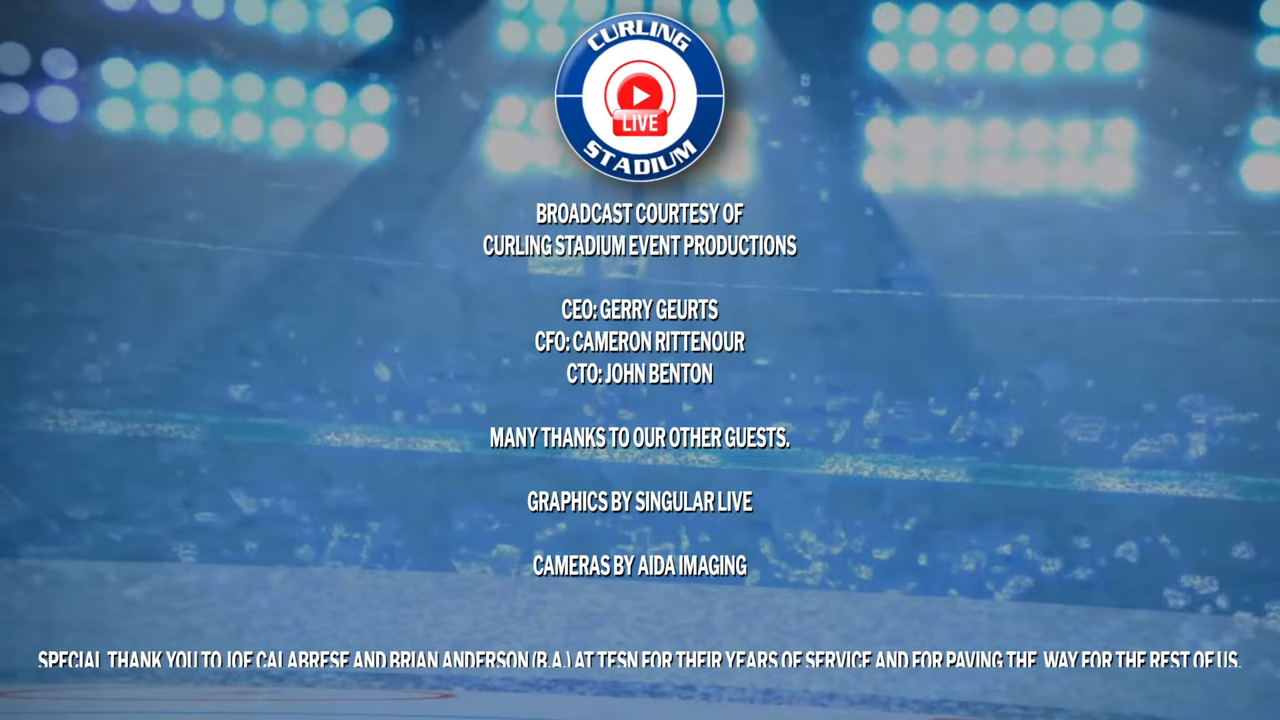 CURLING
LIVE
STADIUM
BROADCAST COURTESY OF
CURLING STADIUM EVENT PRODUCTIONS
CEO: GERRY GEURTS
CFO: CAMERON RITTENOUR
CTO: JOHN BENTON
MANY THANKS TO OUR OTHER GUESTS.
GRAPHICS BY SINGULAR LIVE
CAMERAS BY AIDA IMAGING
SPECIAL THANK YOU TO JOE CALABRESE AND BRIAN ANDERSON (B.A.) AT TESN FOR THEIR YEARS OF SERVICE AND FOR PAVING THE WAY FOR THE REST OF US.